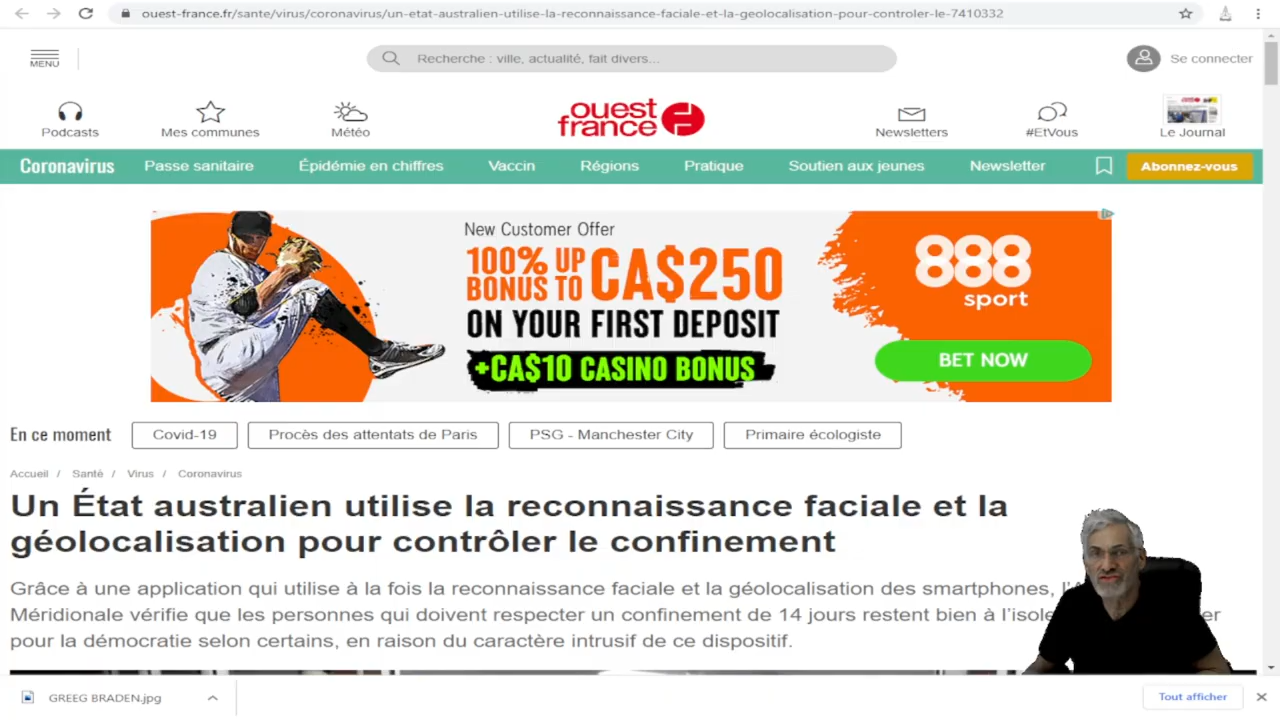 ouest-france.fr/sante/virus/coronavirus/un-etat-australien-utilise-la-reconnaissance-faciale-et-la-geolocalisation-pour-controler-le-7410332
MENU
Recherche : ville, actualité, fait divers...
Se connecter
Podcasts
Mes communes
Météo
ouest
france
Newsletters
#EtVous
Le Journal
Coronavirus Passe sanitaire Épidémie en chiffres Vaccin Régions Pratique Soutien aux jeunes Newsletter Abonnez-vous
New Customer Offer
100% UP
BONUS TO
CA$250
ON YOUR FIRST DEPOSIT
+CA$10 CASINO BONUS
888
sport
BET NOW
En ce moment Covid-19 Procès des attentats de Paris PSG - Manchester City Primaire écologiste
Accueil / Santé / Virus / Coronavirus
Un État australien utilise la reconnaissance faciale et la
géolocalisation pour contrôler le confinement
Grâce à une application qui utilise à la fois la reconnaissance faciale et la géolocalisation des smartphones,
Méridionale vérifie que les personnes qui doivent respecter un confinement de 14 jours restent bien à
pour la démocratie selon certains, en raison du caractère intrusif de ce dispositif.
GREEG BRADEN.jpg
Tout afficher